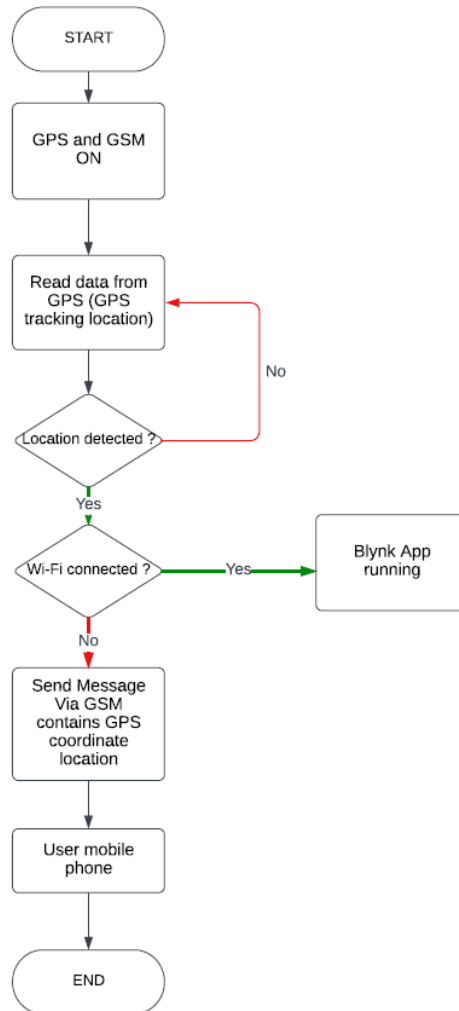 START
GPS and GSM
ON
Read data from
GPS (GPS
tracking location)
No
Location detected ?
Yes
Wi-Fi connected ?
Yes
Blynk App
running
No
Send Message
Via GSM
contains GPS
coordinate
location
User mobile
phone
END